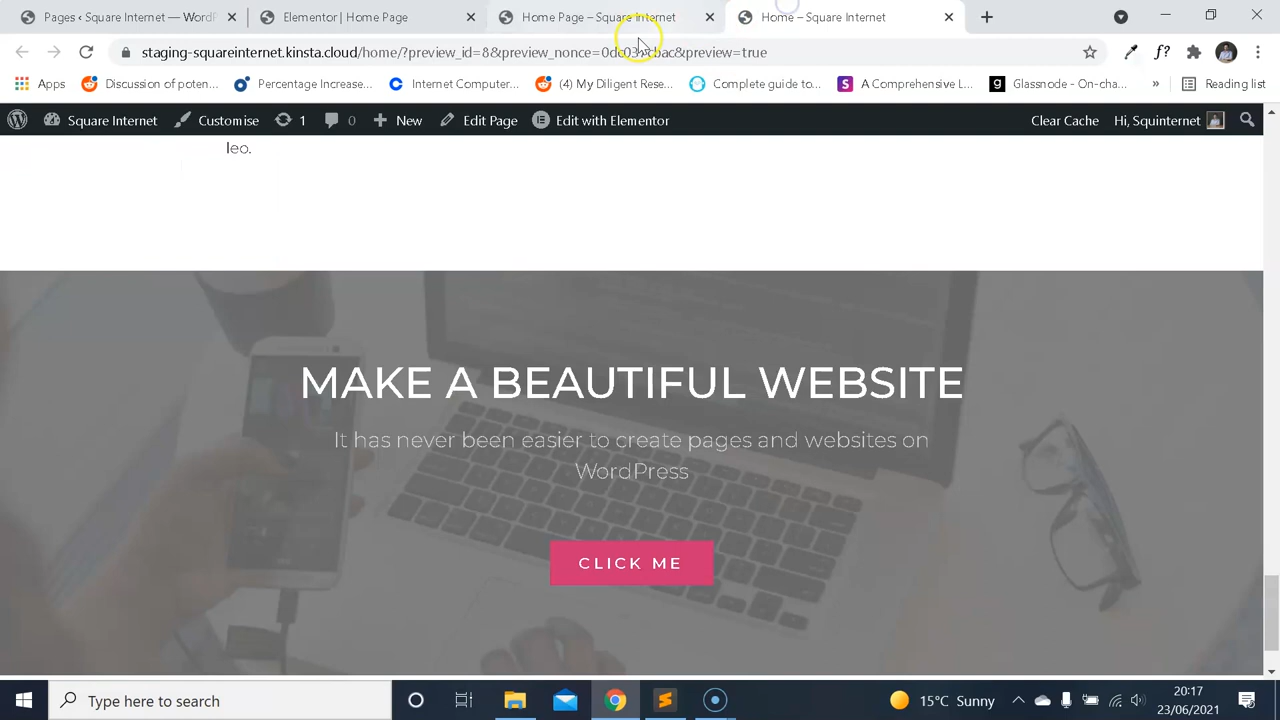 Pages ‹ Square Internet — WordP
Elementor | Home Page
Home Page – Square Internet
Home – Square Internet
staging-squareinternet.kinsta.cloud/home/?preview_id=8&preview_nonce=
&preview=true
Apps
Discussion of poten...
Percentage Increase...
Internet Computer...
(4) My Diligent Rese...
Complete guide to...
A Comprehensive L...
Glassnode - On-cha...
»
Reading list
Square Internet
Customise
1
0
New
Edit Page
Edit with Elementor
Clear Cache
Hi, Squinternet
leo.
MAKE A BEAUTIFUL WEBSITE
It has never been easier to create pages and websites on
WordPress
CLICK ME
Type here to search
15°C Sunny
20:17
23/06/2021